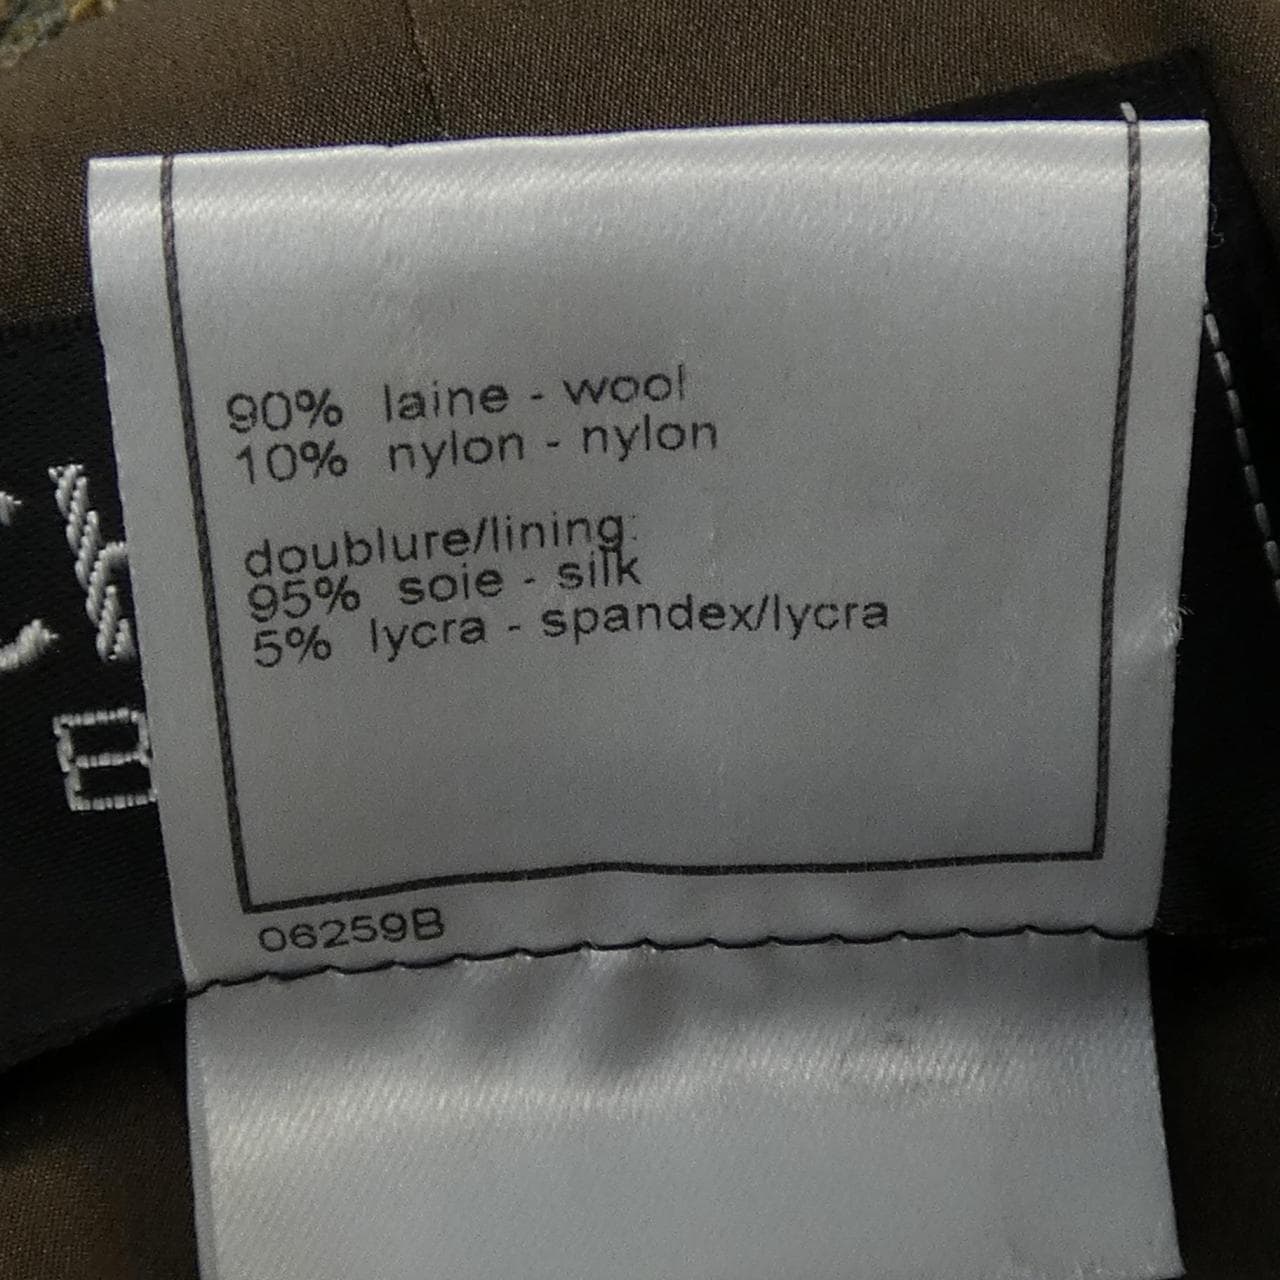 90% laine - wool
10% nylon - nylon
doublure/lining:
95% soie - silk
5% lycra - spandex/lycra
06259B